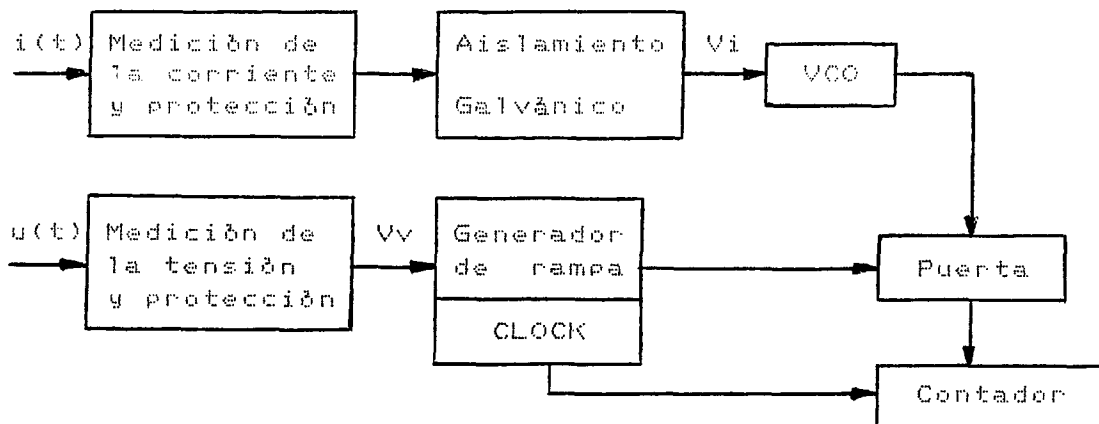 i(t)
Medición de
la corriente
y protección
Aislamiento
Galvánico
Vi
VCO
u(t)
Medición de
la tensión
y protección
Vv
Generador
de rampa
CLOCK
Puerta
Contador